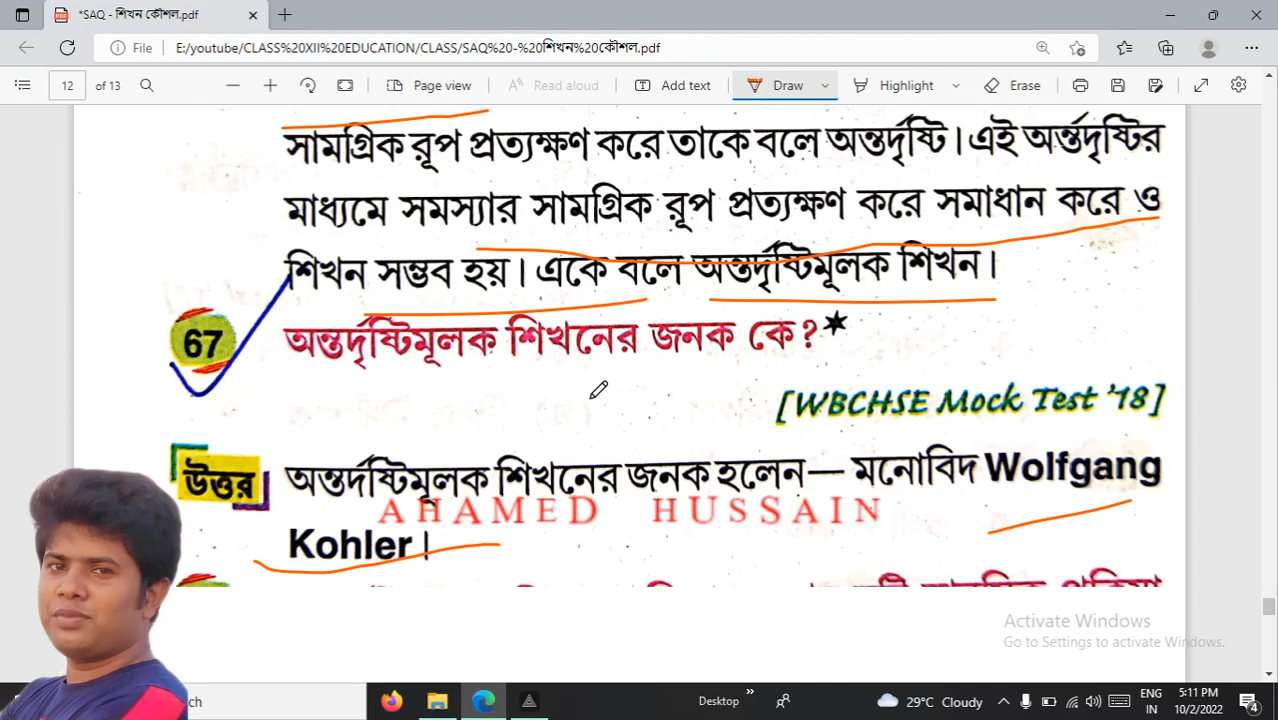 *SAQ - শিখন কৌশল.pdf
File E:/youtube/CLASS%20XII%20EDUCATION/CLASS/SAQ%20-%20শিখন%20কৌশল.pdf
12 of 13 Page view Read aloud Add text Draw Highlight Erase
সামগ্রিক রূপ প্রত্যক্ষণ করে তাকে বলে অন্তর্দৃষ্টি। এই অর্ন্তদৃষ্টির
মাধ্যমে সমস্যার সামগ্রিক রূপ প্রত্যক্ষণ করে সমাধান করে ও
শিখন সম্ভব হয়। একে বলে অন্তর্দৃষ্টিমূলক শিখন।
67 অন্তর্দৃষ্টিমূলক শিখনের জনক কে?★
[WBCHSE Mock Test '18]
উত্তর অন্তর্দষ্টিমূলক শিখনের জনক হলেন— মনোবিদ Wolfgang
AHAMED HUSSAIN
Kohler।
Activate Windows
Go to Settings to activate Windows.
rch Desktop 29°C Cloudy ENG IN 5:11 PM 10/2/2022 4